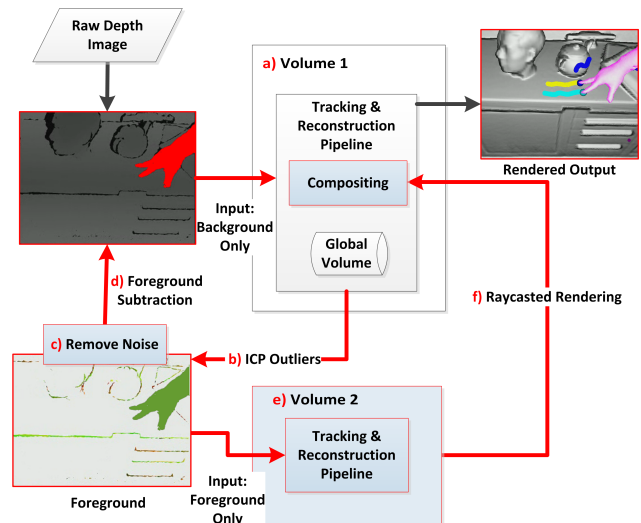 Raw Depth
Image
a) Volume 1
Tracking &
Reconstruction
Pipeline
Compositing
Global
Volume
Rendered Output
Input:
Background
Only
d) Foreground
Subtraction
f) Raycasted Rendering
c) Remove Noise
b) ICP Outliers
e) Volume 2
Tracking &
Reconstruction
Pipeline
Input:
Foreground
Only
Foreground